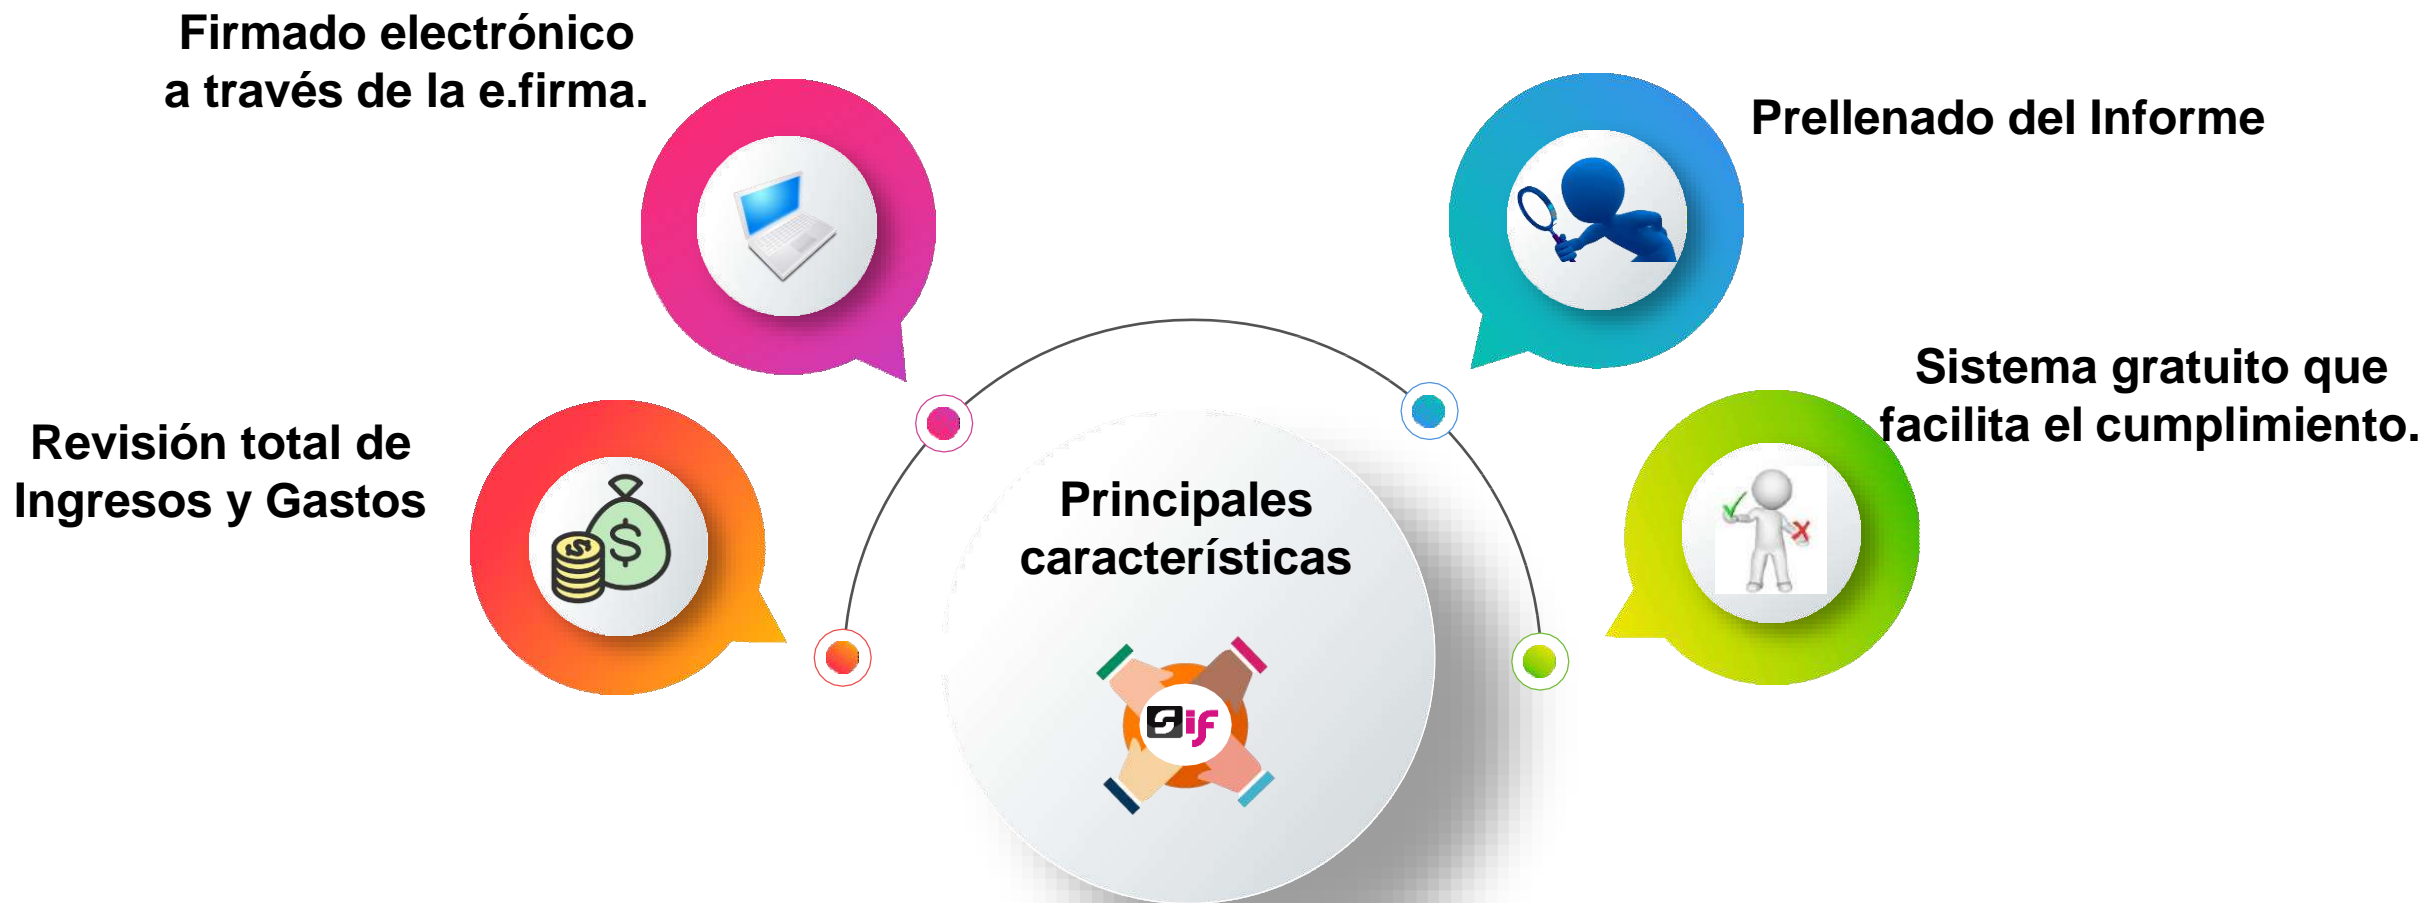 Firmado electrónico
a través de la e.firma.
Prellenado del Informe
Sistema gratuito que
facilita el cumplimiento.
Revisión total de
Ingresos y Gastos
$
$
Principales
características
Sif